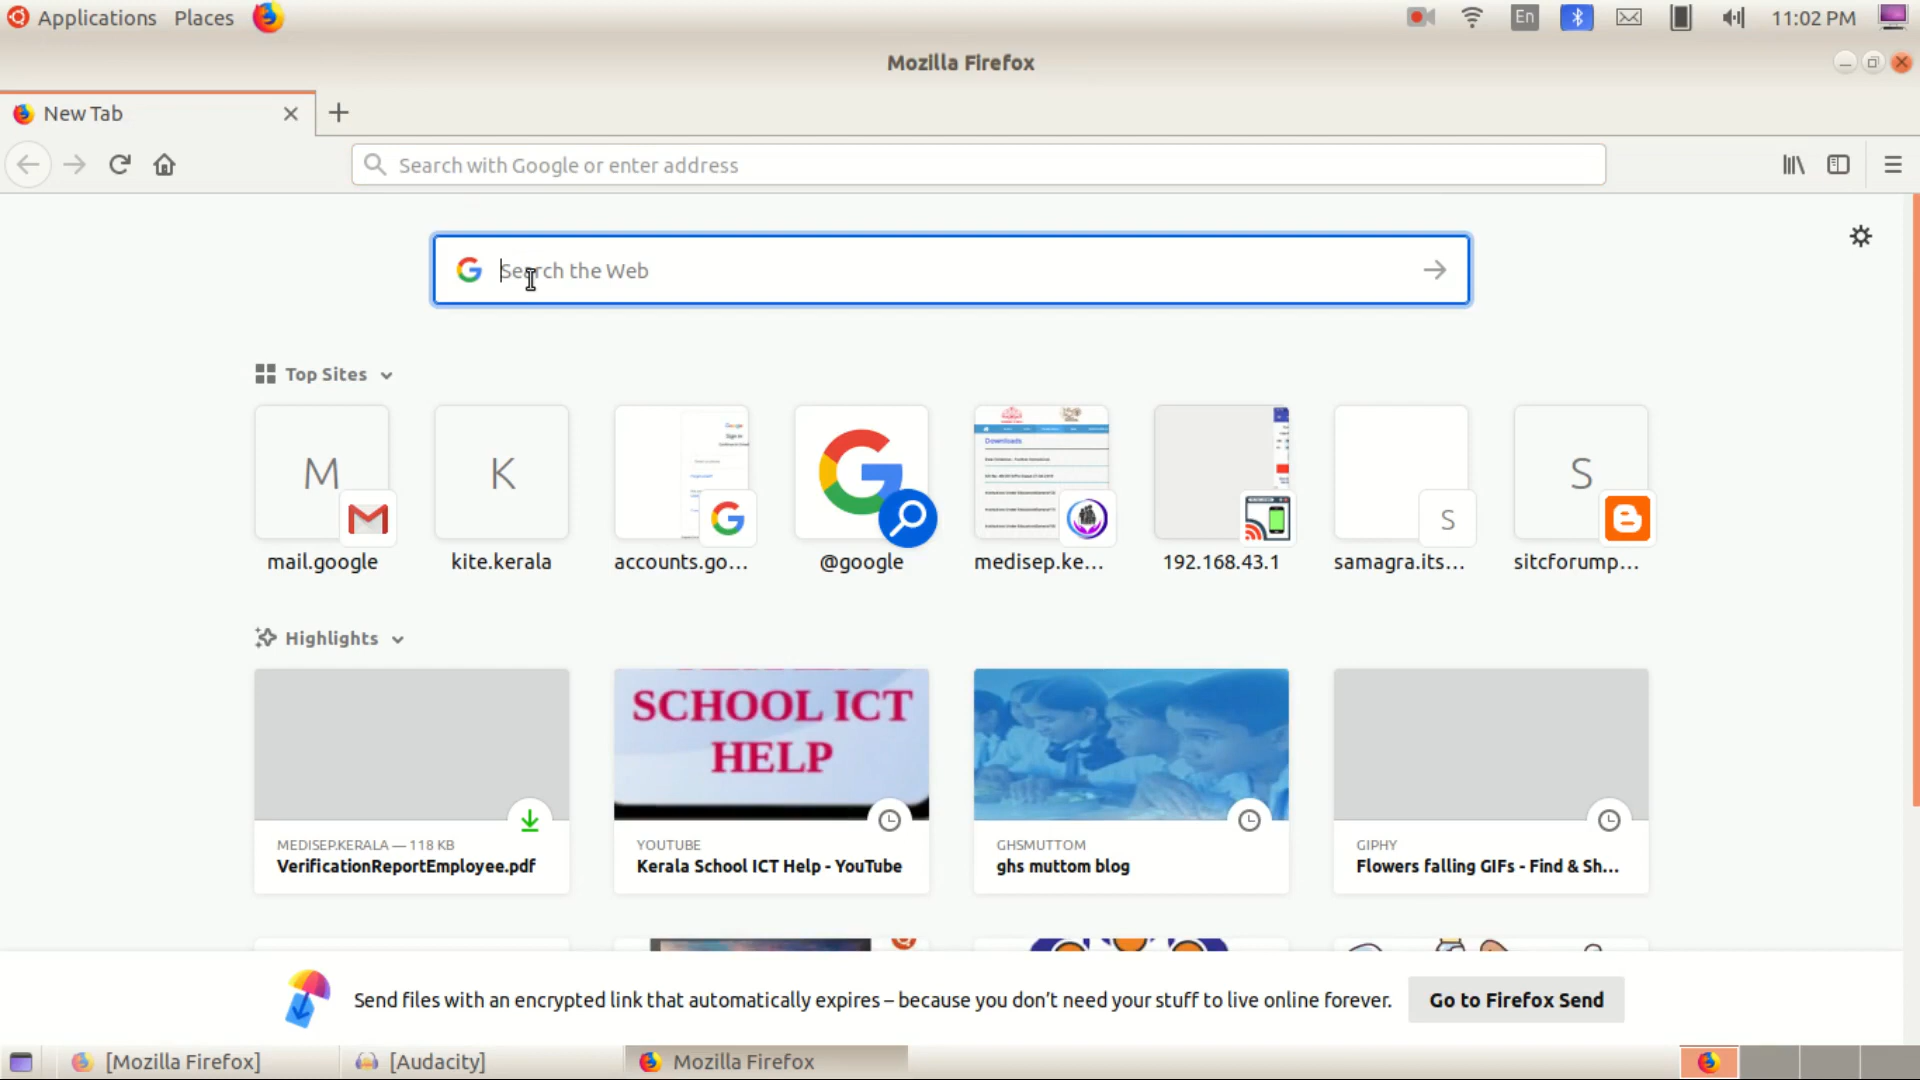 Applications Places
En
11:02 PM
Mozilla Firefox
New Tab
Search with Google or enter address
Search the Web
Top Sites
M
K
S
S
mail.google
kite.kerala
accounts.go...
@google
medisep.ke...
192.168.43.1
samagra.its...
sitcforump...
Highlights
SCHOOL ICT
HELP
MEDISEP.KERALA — 118 KB
VerificationReportEmployee.pdf
YOUTUBE
Kerala School ICT Help - YouTube
GHSMUTTOM
ghs muttom blog
GIPHY
Flowers falling GIFs - Find & Sh...
Send files with an encrypted link that automatically expires – because you don't need your stuff to live online forever.
Go to Firefox Send
[Mozilla Firefox]
[Audacity]
Mozilla Firefox